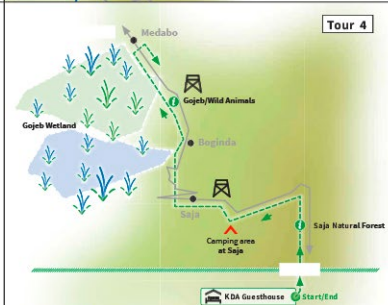 Tour 4
Medabo
Gojeb/Wild Animals
Gojeb Wetland
Boginda
Saja
Saja Natural Forest
Camping area
at Saja
KDA Guesthouse
Start/End